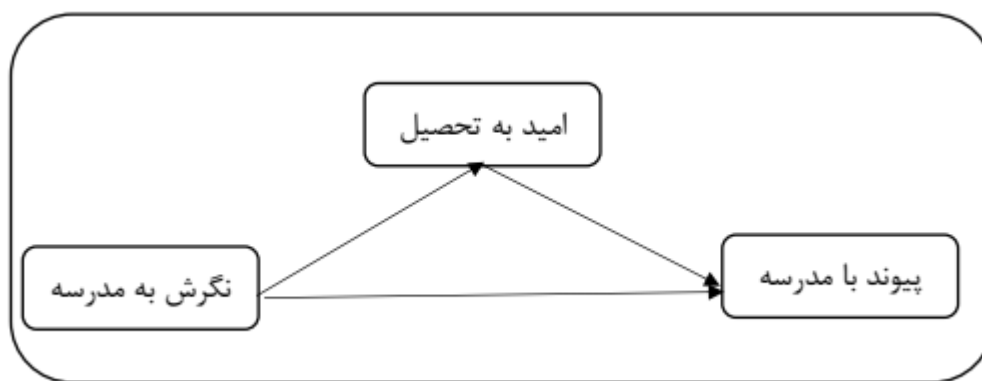 امید به تحصیل
پیوند با مدرسه
نگرش به مدرسه